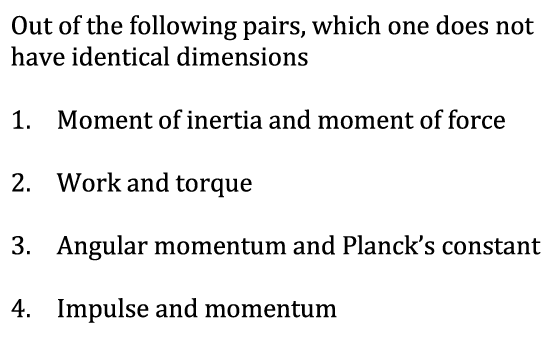 Out of the following pairs, which one does not
have identical dimensions
1. Moment of inertia and moment of force
2. Work and torque
3. Angular momentum and Planck’s constant
4. Impulse and momentum